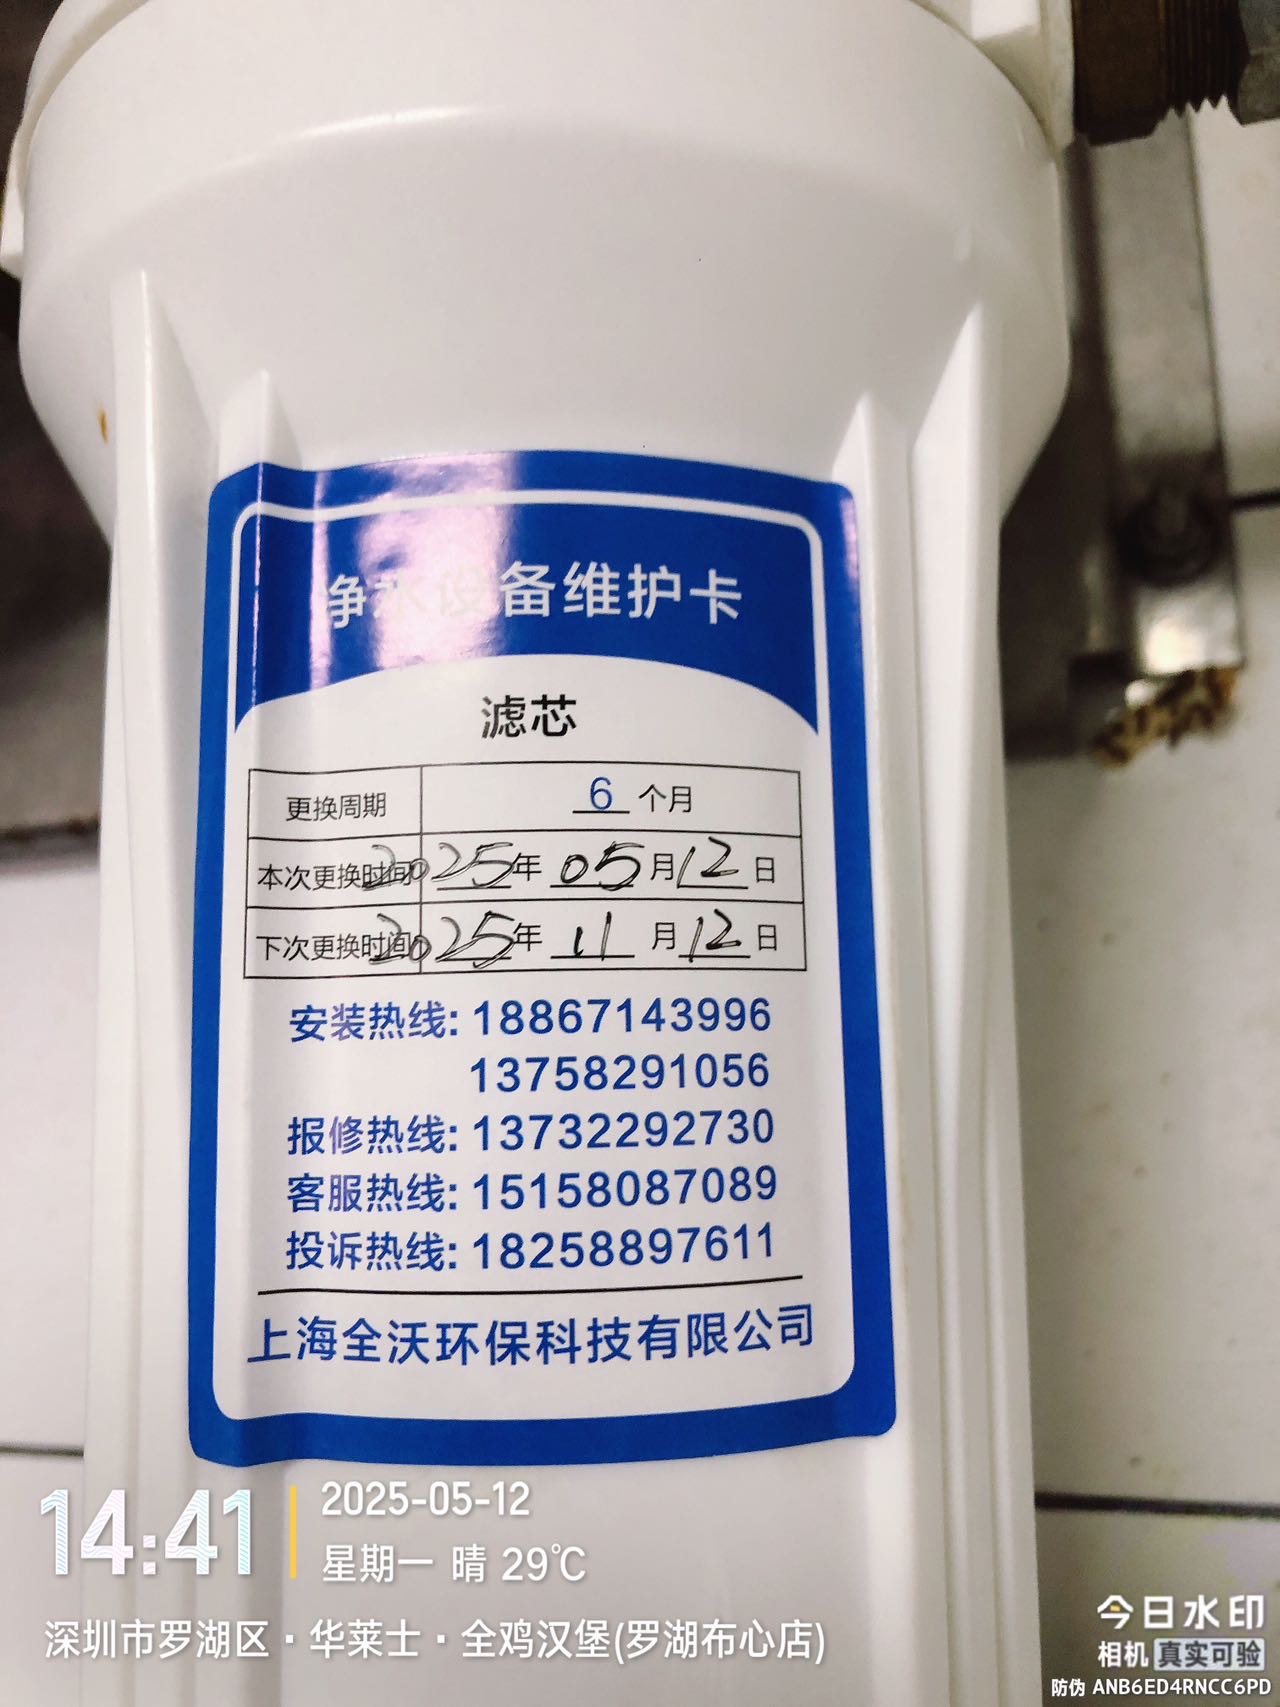 净水设备维护卡
滤芯
更换周期 6 个月
本次更换时间 2025年 05月12日
下次更换时间 2025年 11月12日
安装热线: 18867143996
13758291056
报修热线: 13732292730
客服热线: 15158087089
投诉热线: 18258897611
上海全沃环保科技有限公司
14:41
2025-05-12
星期一 晴 29℃
深圳市罗湖区·华莱士·全鸡汉堡(罗湖布心店)
今日水印
相机 真实可验
防伪 ANB6ED4RNCC6PD